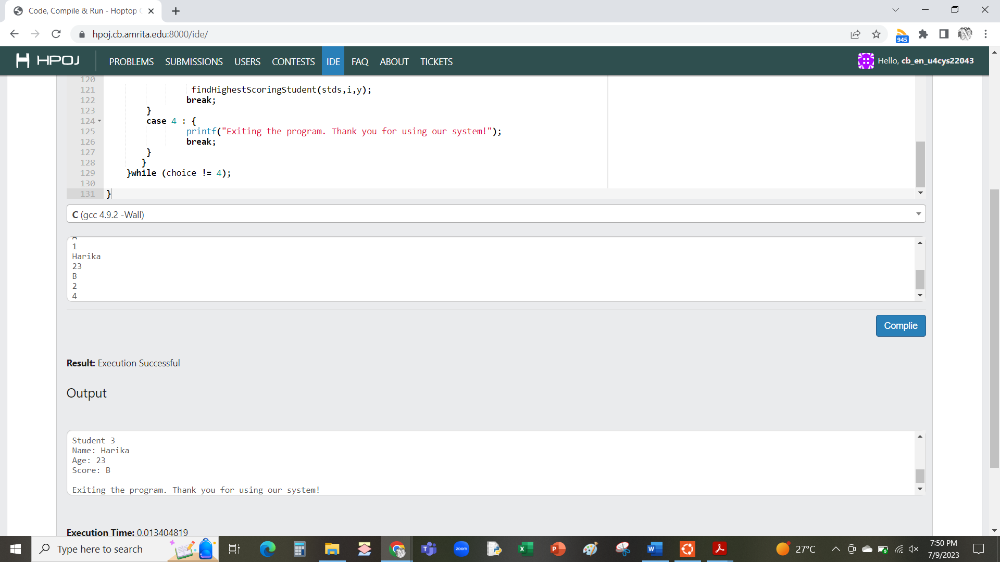 Code, Compile & Run - Hoptop
hpoj.cb.amrita.edu:8000/ide/
945
HPOJ
PROBLEMS SUBMISSIONS USERS CONTESTS IDE FAQ ABOUT TICKETS
Hello, cb_en_u4cys22043
120
121 findHighestScoringStudent(stds,i,y);
122 break;
123 }
124 case 4 : {
125 printf("Exiting the program. Thank you for using our system!");
126 break;
127 }
128 }
129 }while (choice != 4);
130
131 }
C (gcc 4.9.2 -Wall)
A
1
Harika
23
B
2
4
Complie
Result: Execution Successful
Output
Student 3
Name: Harika
Age: 23
Score: B
Exiting the program. Thank you for using our system!
Execution Time: 0.013404819
Type here to search
zoom
27°C
7:50 PM
7/9/2023